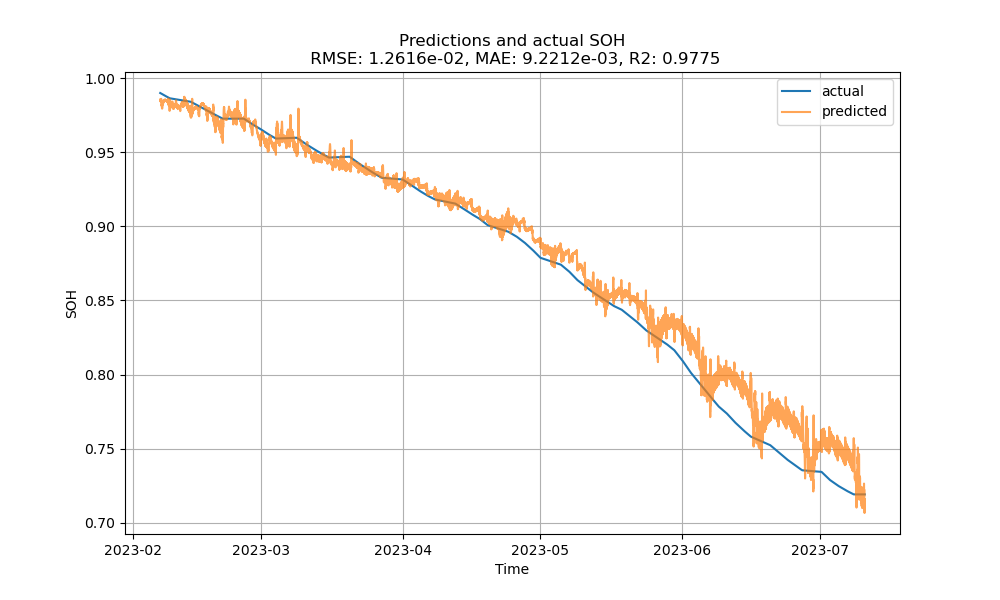 Predictions and actual SOH
RMSE: 1.2616e-02, MAE: 9.2212e-03, R2: 0.9775
actual
predicted
1.00
0.95
0.90
0.85
0.80
0.75
0.70
SOH
2023-02
2023-03
2023-04
2023-05
2023-06
2023-07
Time